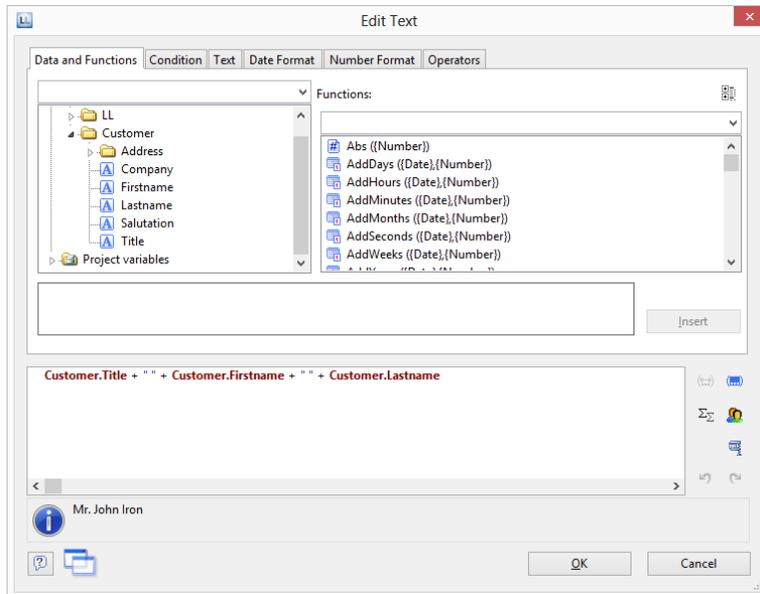 LL
Edit Text
Data and Functions
Condition
Text
Date Format
Number Format
Operators
LL
Customer
Address
Company
Firstname
Lastname
Salutation
Title
Project variables
Functions:
Abs ({Number})
AddDays ({Date},{Number})
AddHours ({Date},{Number})
AddMinutes ({Date},{Number})
AddMonths ({Date},{Number})
AddSeconds ({Date},{Number})
AddWeeks ({Date},{Number})
Insert
Customer.Title + " " + Customer.Firstname + " " + Customer.Lastname
Mr. John Iron
OK
Cancel